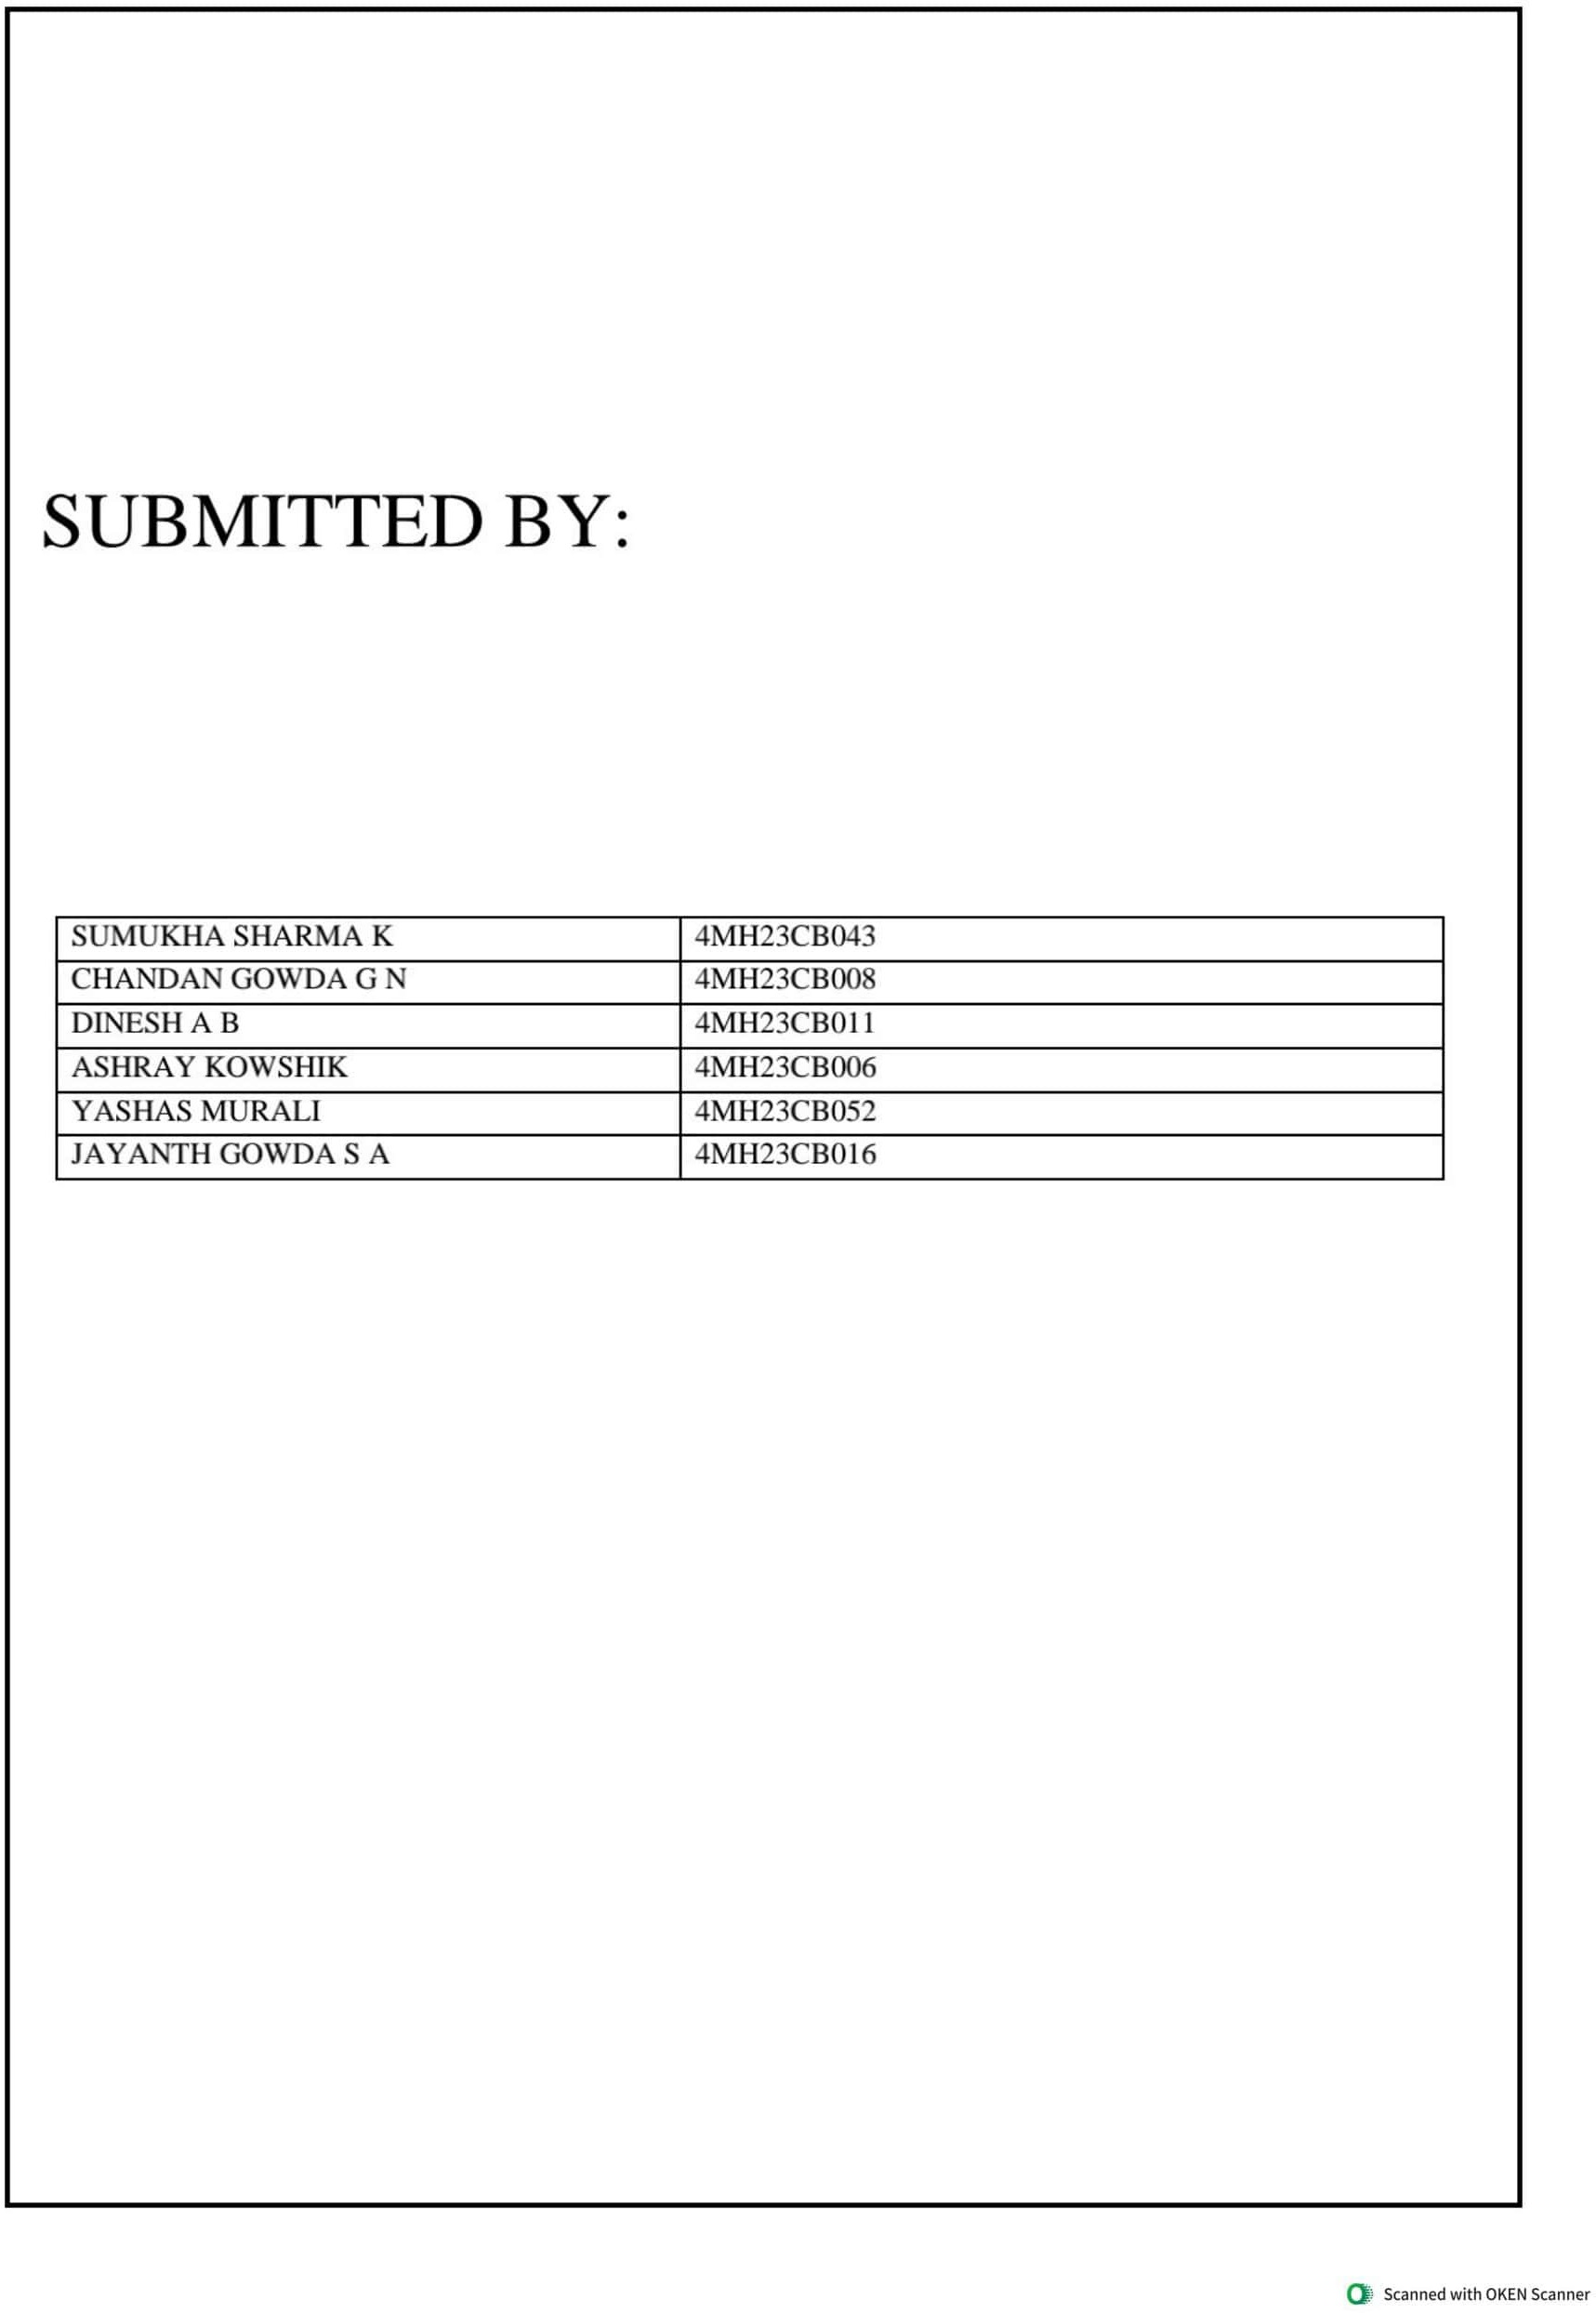 SUBMITTED BY:
SUMUKHA SHARMA K 4MH23CB043
CHANDAN GOWDA G N 4MH23CB008
DINESH A B 4MH23CB011
ASHRAY KOWSHIK 4MH23CB006
YASHAS MURALI 4MH23CB052
JAYANTH GOWDA S A 4MH23CB016
Scanned with OKEN Scanner